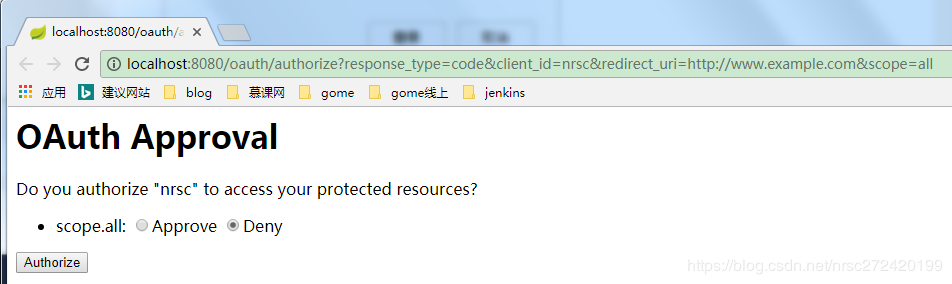 localhost:8080/oauth/a
localhost:8080/oauth/authorize?response_type=code&client_id=nrsc&redirect_uri=http://www.example.com&scope=all
应用 建议网站 blog 慕课网 gome gome线上 jenkins
OAuth Approval
Do you authorize "nrsc" to access your protected resources?
• scope.all: Approve Deny
Authorize
https://blog.csdn.net/nrsc272420199